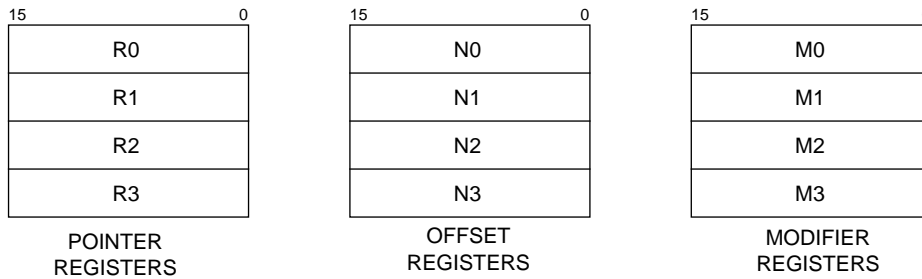 15 0 15 0 15
R0 N0 M0
R1 N1 M1
R2 N2 M2
R3 N3 M3
POINTER REGISTERS
OFFSET REGISTERS
MODIFIER REGISTERS